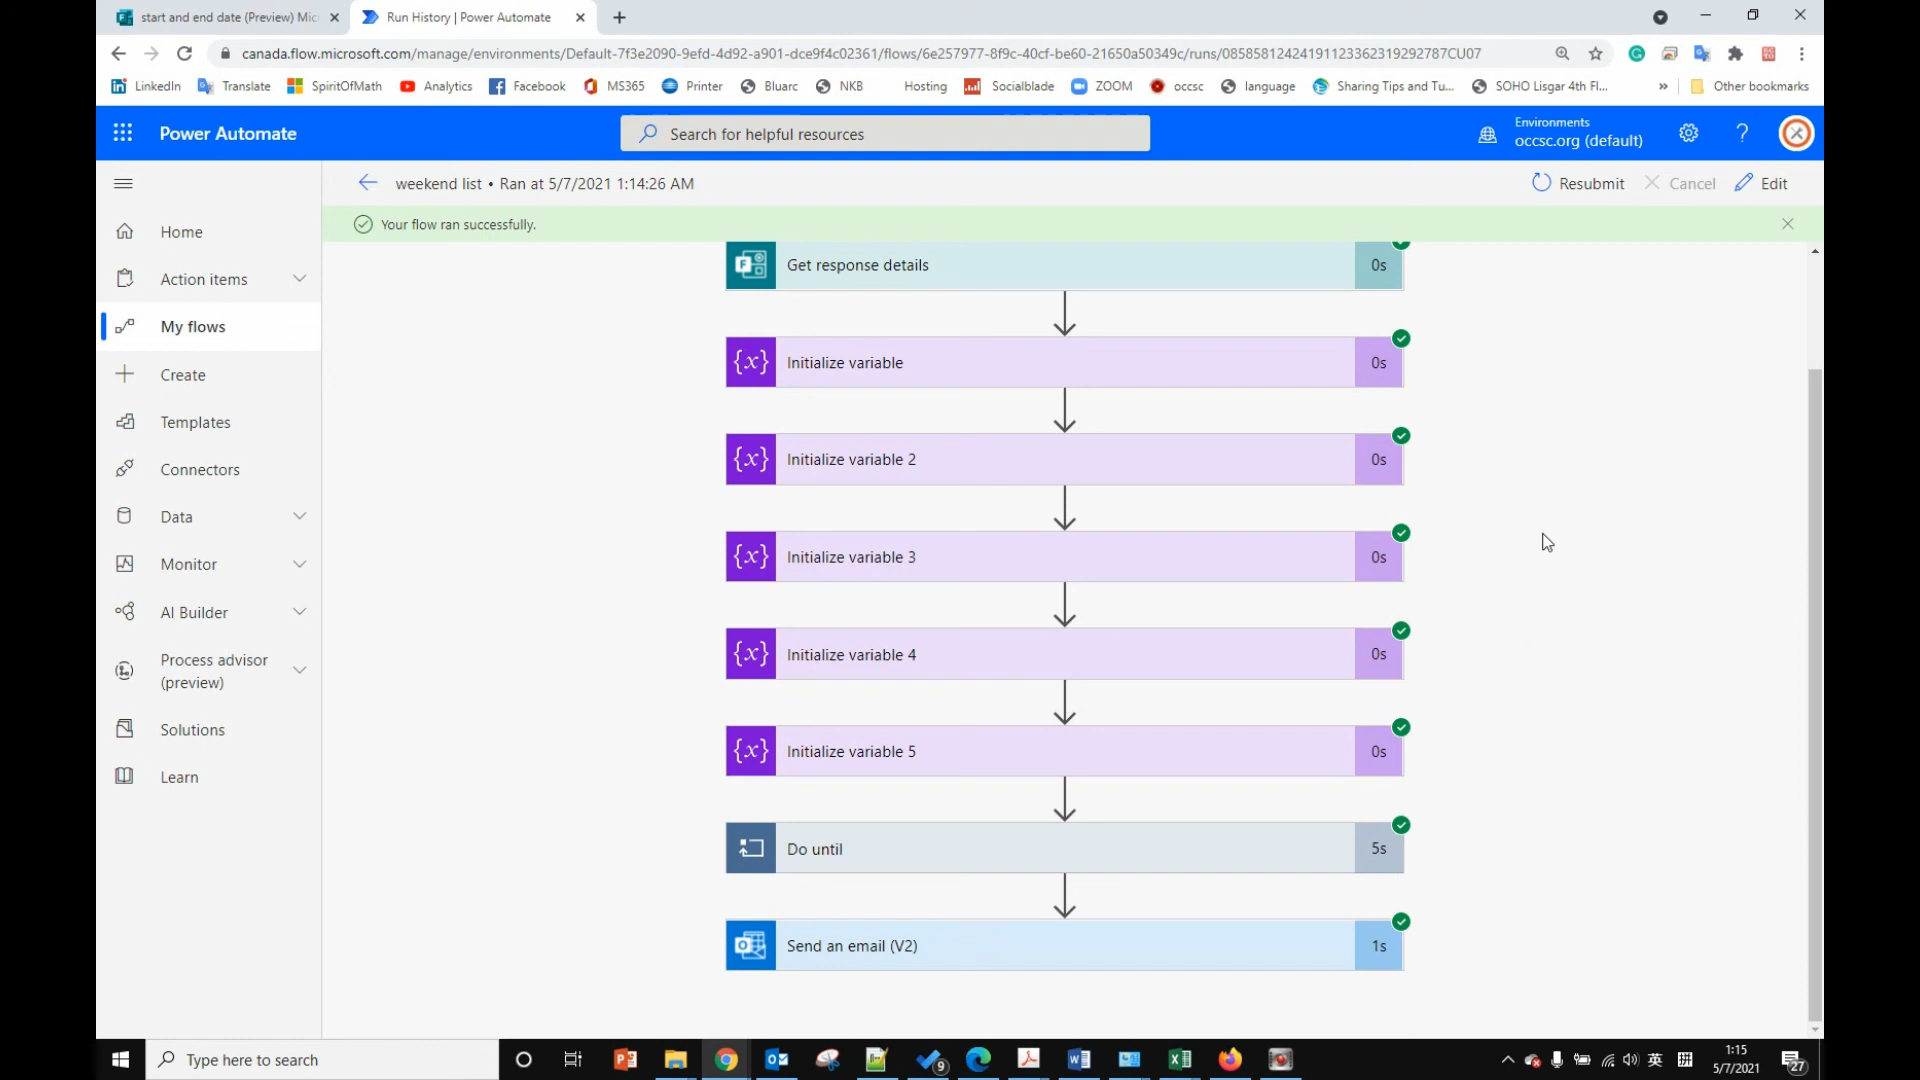 start and end date (Preview) Mic
Run History | Power Automate
canada.flow.microsoft.com/manage/environments/Default-7f3e2090-9efd-4d92-a901-dce9f4c02361/flows/6e257977-8f9c-40cf-be60-21650a50349c/runs/08585812424191123362319292787CU07
LinkedIn
Translate
SpiritOfMath
Analytics
Facebook
MS365
Printer
Bluarc
NKB
Hosting
Socialblade
ZOOM
occsc
language
Sharing Tips and Tu...
SOHO Lisgar 4th Fl...
»
Other bookmarks
Power Automate
Search for helpful resources
Environments
occsc.org (default)
?
weekend list • Ran at 5/7/2021 1:14:26 AM
Resubmit
Cancel
Edit
Your flow ran successfully.
Home
Action items
My flows
Create
Templates
Connectors
Data
Monitor
AI Builder
Process advisor
(preview)
Solutions
Learn
Get response details
0s
{x} Initialize variable
0s
{x} Initialize variable 2
0s
{x} Initialize variable 3
0s
{x} Initialize variable 4
0s
{x} Initialize variable 5
0s
Do until
5s
Send an email (V2)
1s
Type here to search
9
英
拼
1:15
5/7/2021
27